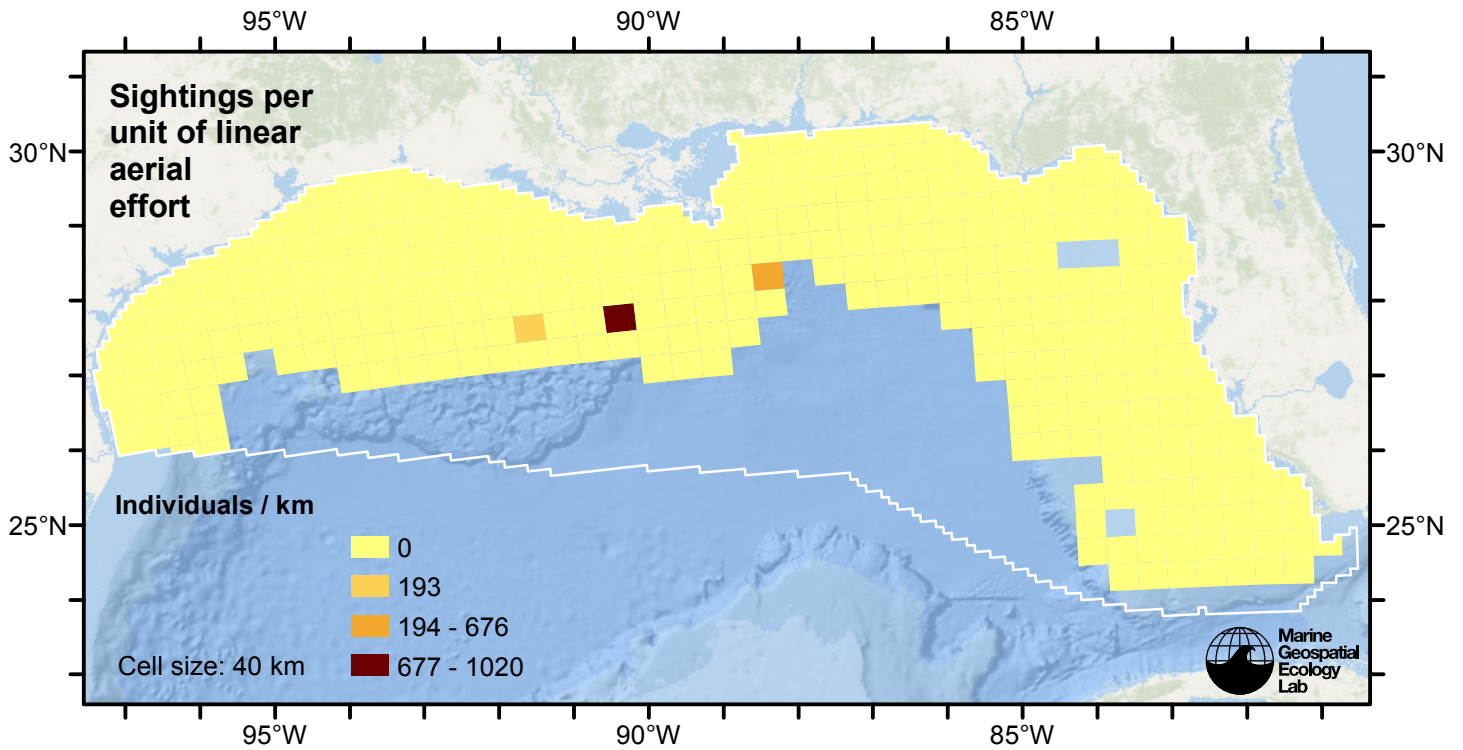 95°W
90°W
85°W
Sightings per
unit of linear
aerial
effort
30°N
30°N
25°N
25°N
Individuals / km
0
193
194 - 676
677 - 1020
Cell size: 40 km
Marine
Geospatial
Ecology
Lab
95°W
90°W
85°W